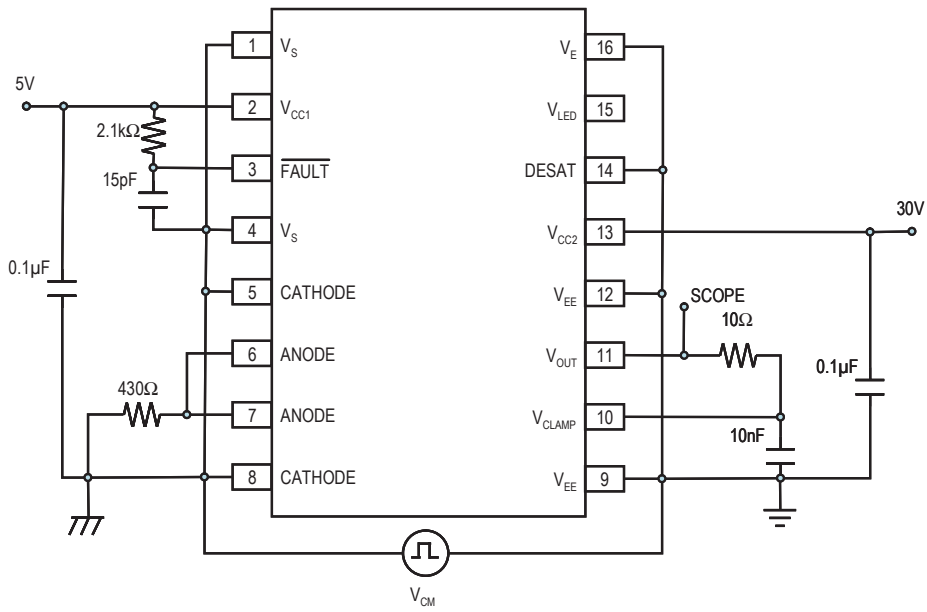 1 V_S
V_E 16
5V
2 V_CC1
V_LED 15
2.1kΩ
3 F̅A̅U̅L̅T̅
DESAT 14
15pF
4 V_S
V_CC2 13
30V
0.1µF
5 CATHODE
V_EE 12
SCOPE
10Ω
6 ANODE
V_OUT 11
0.1µF
430Ω
7 ANODE
V_CLAMP 10
10nF
8 CATHODE
V_EE 9
V_CM